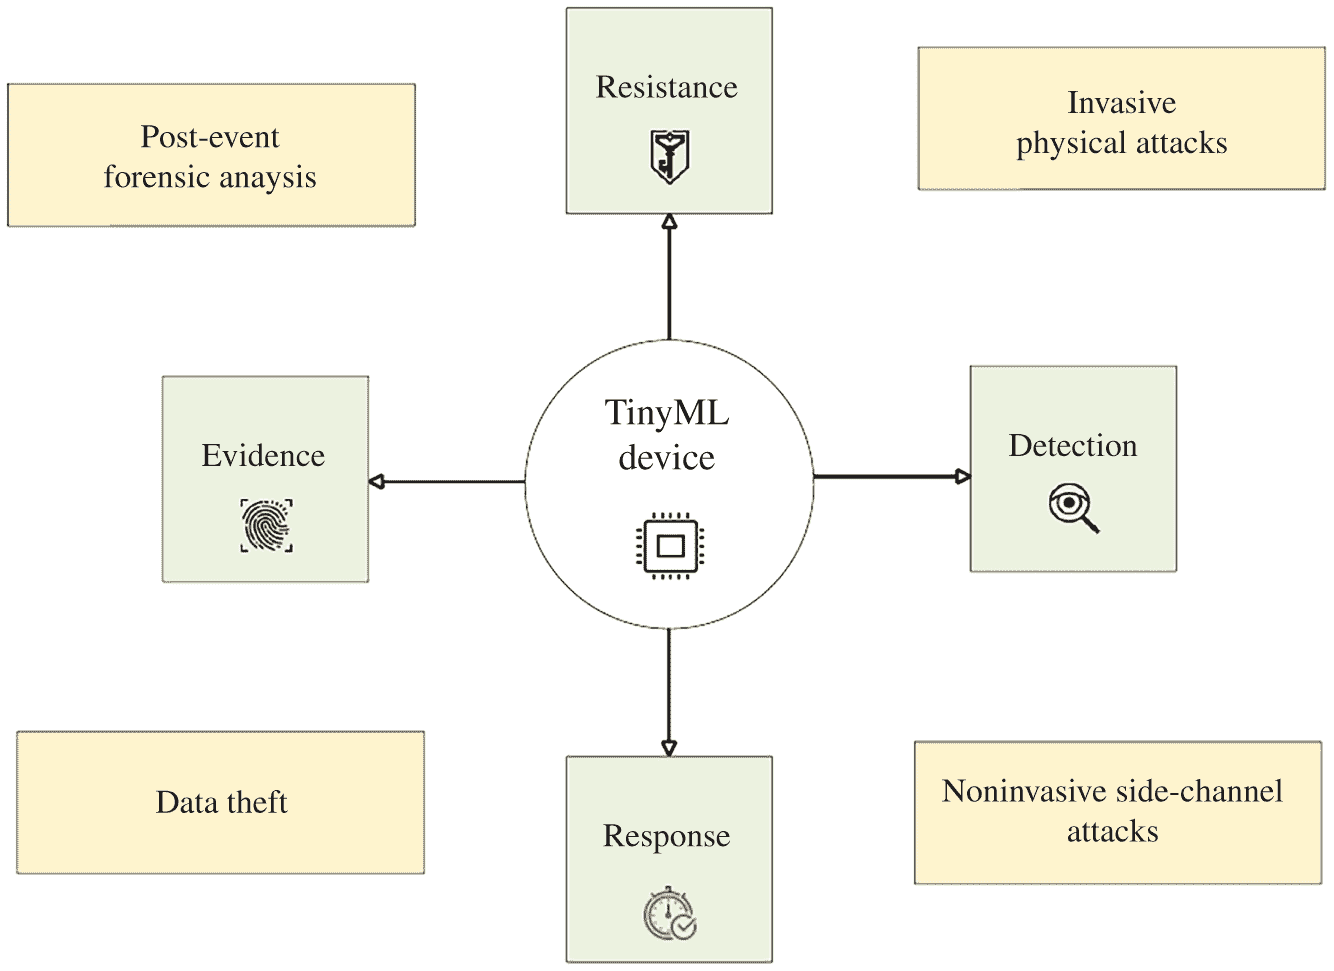 Resistance
Invasive
physical attacks
Post-event
forensic anaysis
TinyML
device
Evidence
Detection
Data theft
Response
Noninvasive side-channel
attacks